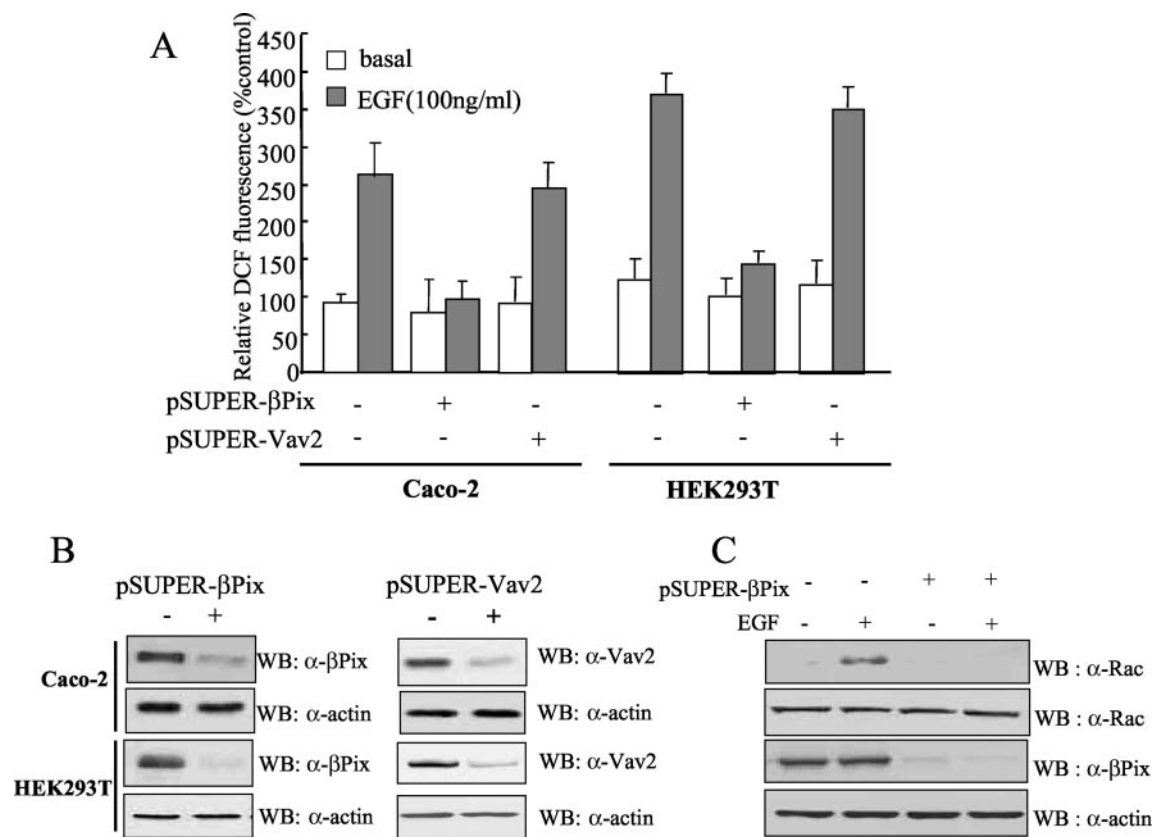 A
Relative DCF fluorescence (%control)
450
400
350
300
250
200
150
100
50
0
basal
EGF(100ng/ml)
pSUPER-βPix - + - - + -
pSUPER-Vav2 - - + - - +
Caco-2 HEK293T
B
pSUPER-βPix pSUPER-Vav2
- + - +
Caco-2
WB: α-βPix WB: α-Vav2
WB: α-actin WB: α-actin
HEK293T
WB: α-βPix WB: α-Vav2
WB: α-actin WB: α-actin
C
pSUPER-βPix - - + +
EGF - + - +
WB : α-Rac
WB : α-Rac
WB : α-βPix
WB : α-actin